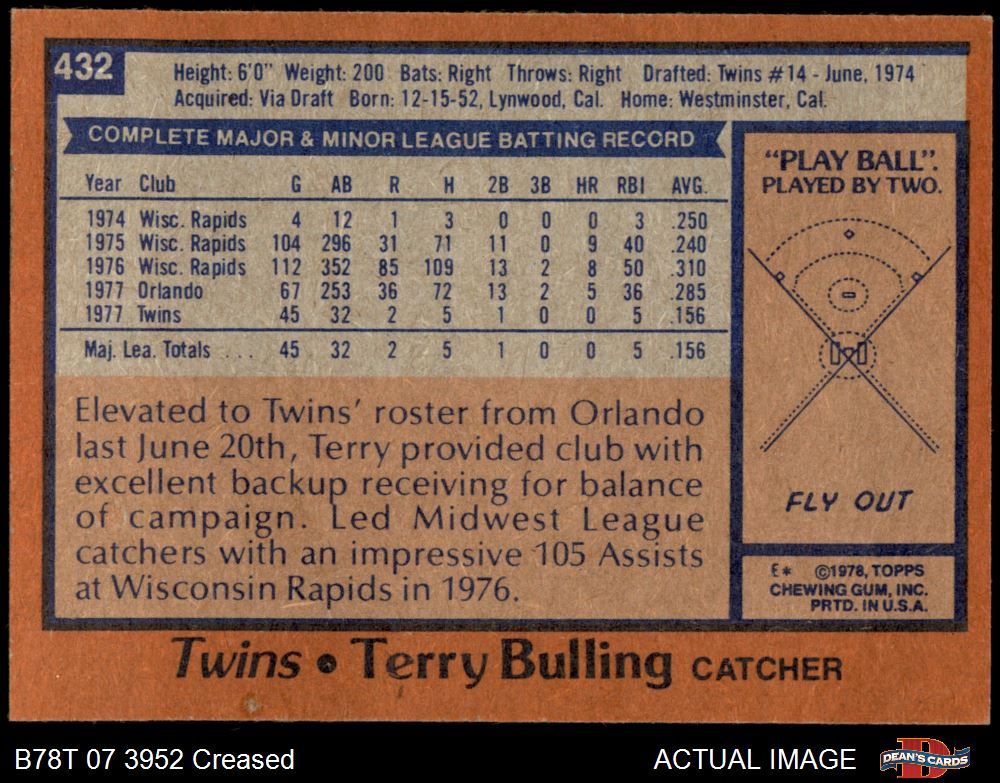 432
Height: 6'0" Weight: 200 Bats: Right Throws: Right Drafted: Twins #14 - June, 1974
Acquired: Via Draft Born: 12-15-52, Lynwood, Cal. Home: Westminster, Cal.
COMPLETE MAJOR & MINOR LEAGUE BATTING RECORD
Year Club G AB R H 2B 3B HR RBI AVG.
1974 Wisc. Rapids 4 12 1 3 0 0 0 3 .250
1975 Wisc. Rapids 104 296 31 71 11 0 9 40 .240
1976 Wisc. Rapids 112 352 85 109 13 2 8 50 .310
1977 Orlando 67 253 36 72 13 2 5 36 .285
1977 Twins 45 32 2 5 1 0 0 5 .156
Maj. Lea. Totals . . . 45 32 2 5 1 0 0 5 .156
Elevated to Twins' roster from Orlando
last June 20th, Terry provided club with
excellent backup receiving for balance
of campaign. Led Midwest League
catchers with an impressive 105 Assists
at Wisconsin Rapids in 1976.
"PLAY BALL".
PLAYED BY TWO.
FLY OUT
E* ©1978, TOPPS
CHEWING GUM, INC.
PRTD. IN U.S.A.
Twins • Terry Bulling CATCHER
B78T 07 3952 Creased
ACTUAL IMAGE
D
DEAN'S CARDS